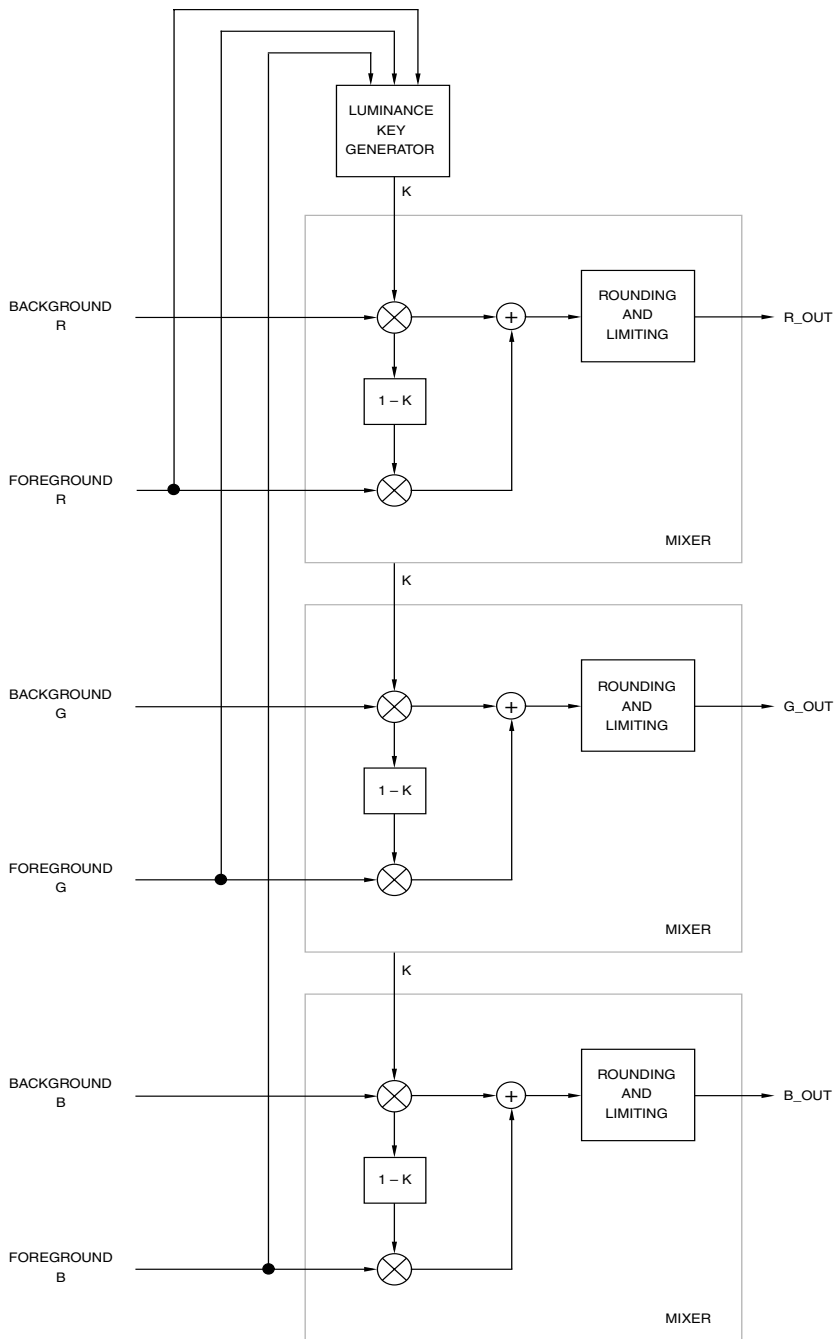 LUMINANCE
KEY
GENERATOR
K
BACKGROUND
R
ROUNDING
AND
LIMITING
R_OUT
1 – K
FOREGROUND
R
MIXER
K
BACKGROUND
G
ROUNDING
AND
LIMITING
G_OUT
1 – K
FOREGROUND
G
MIXER
K
BACKGROUND
B
ROUNDING
AND
LIMITING
B_OUT
1 – K
FOREGROUND
B
MIXER